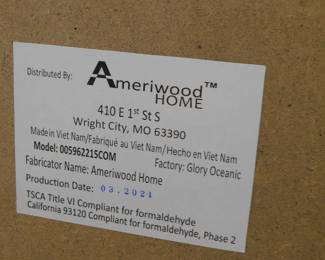 Distributed By: Ameriwood™
HOME
410 E 1st St S
Wright City, MO 63390
Made in Viet Nam/Fabriqué au Viet Nam/Hecho en Vietnam
Model: 005962215COM
Factory: Glory Oceanic
Fabricator Name: Ameriwood Home
Production Date: 03.2024
TSCA Title VI Compliant for formaldehyde
California 93120 Compliant for formaldehyde, Phase 2